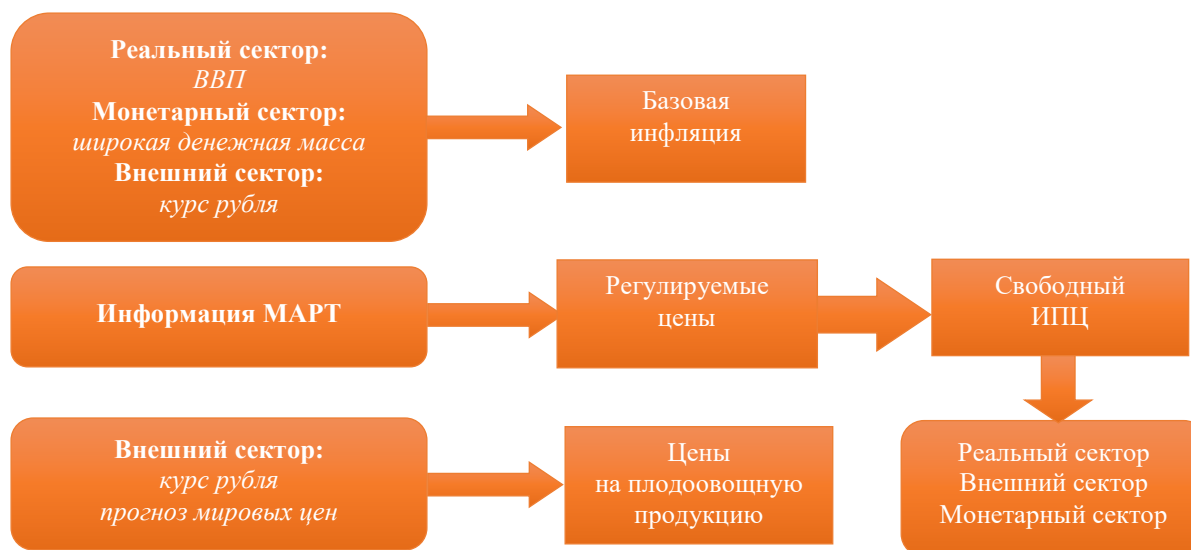 Реальный сектор:
ВВП
Монетарный сектор:
широкая денежная масса
Внешний сектор:
курс рубля
Базовая
инфляция
Информация МАРТ
Регулируемые
цены
Свободный
ИПЦ
Внешний сектор:
курс рубля
прогноз мировых цен
Цены
на плодоовощную
продукцию
Реальный сектор
Внешний сектор
Монетарный сектор